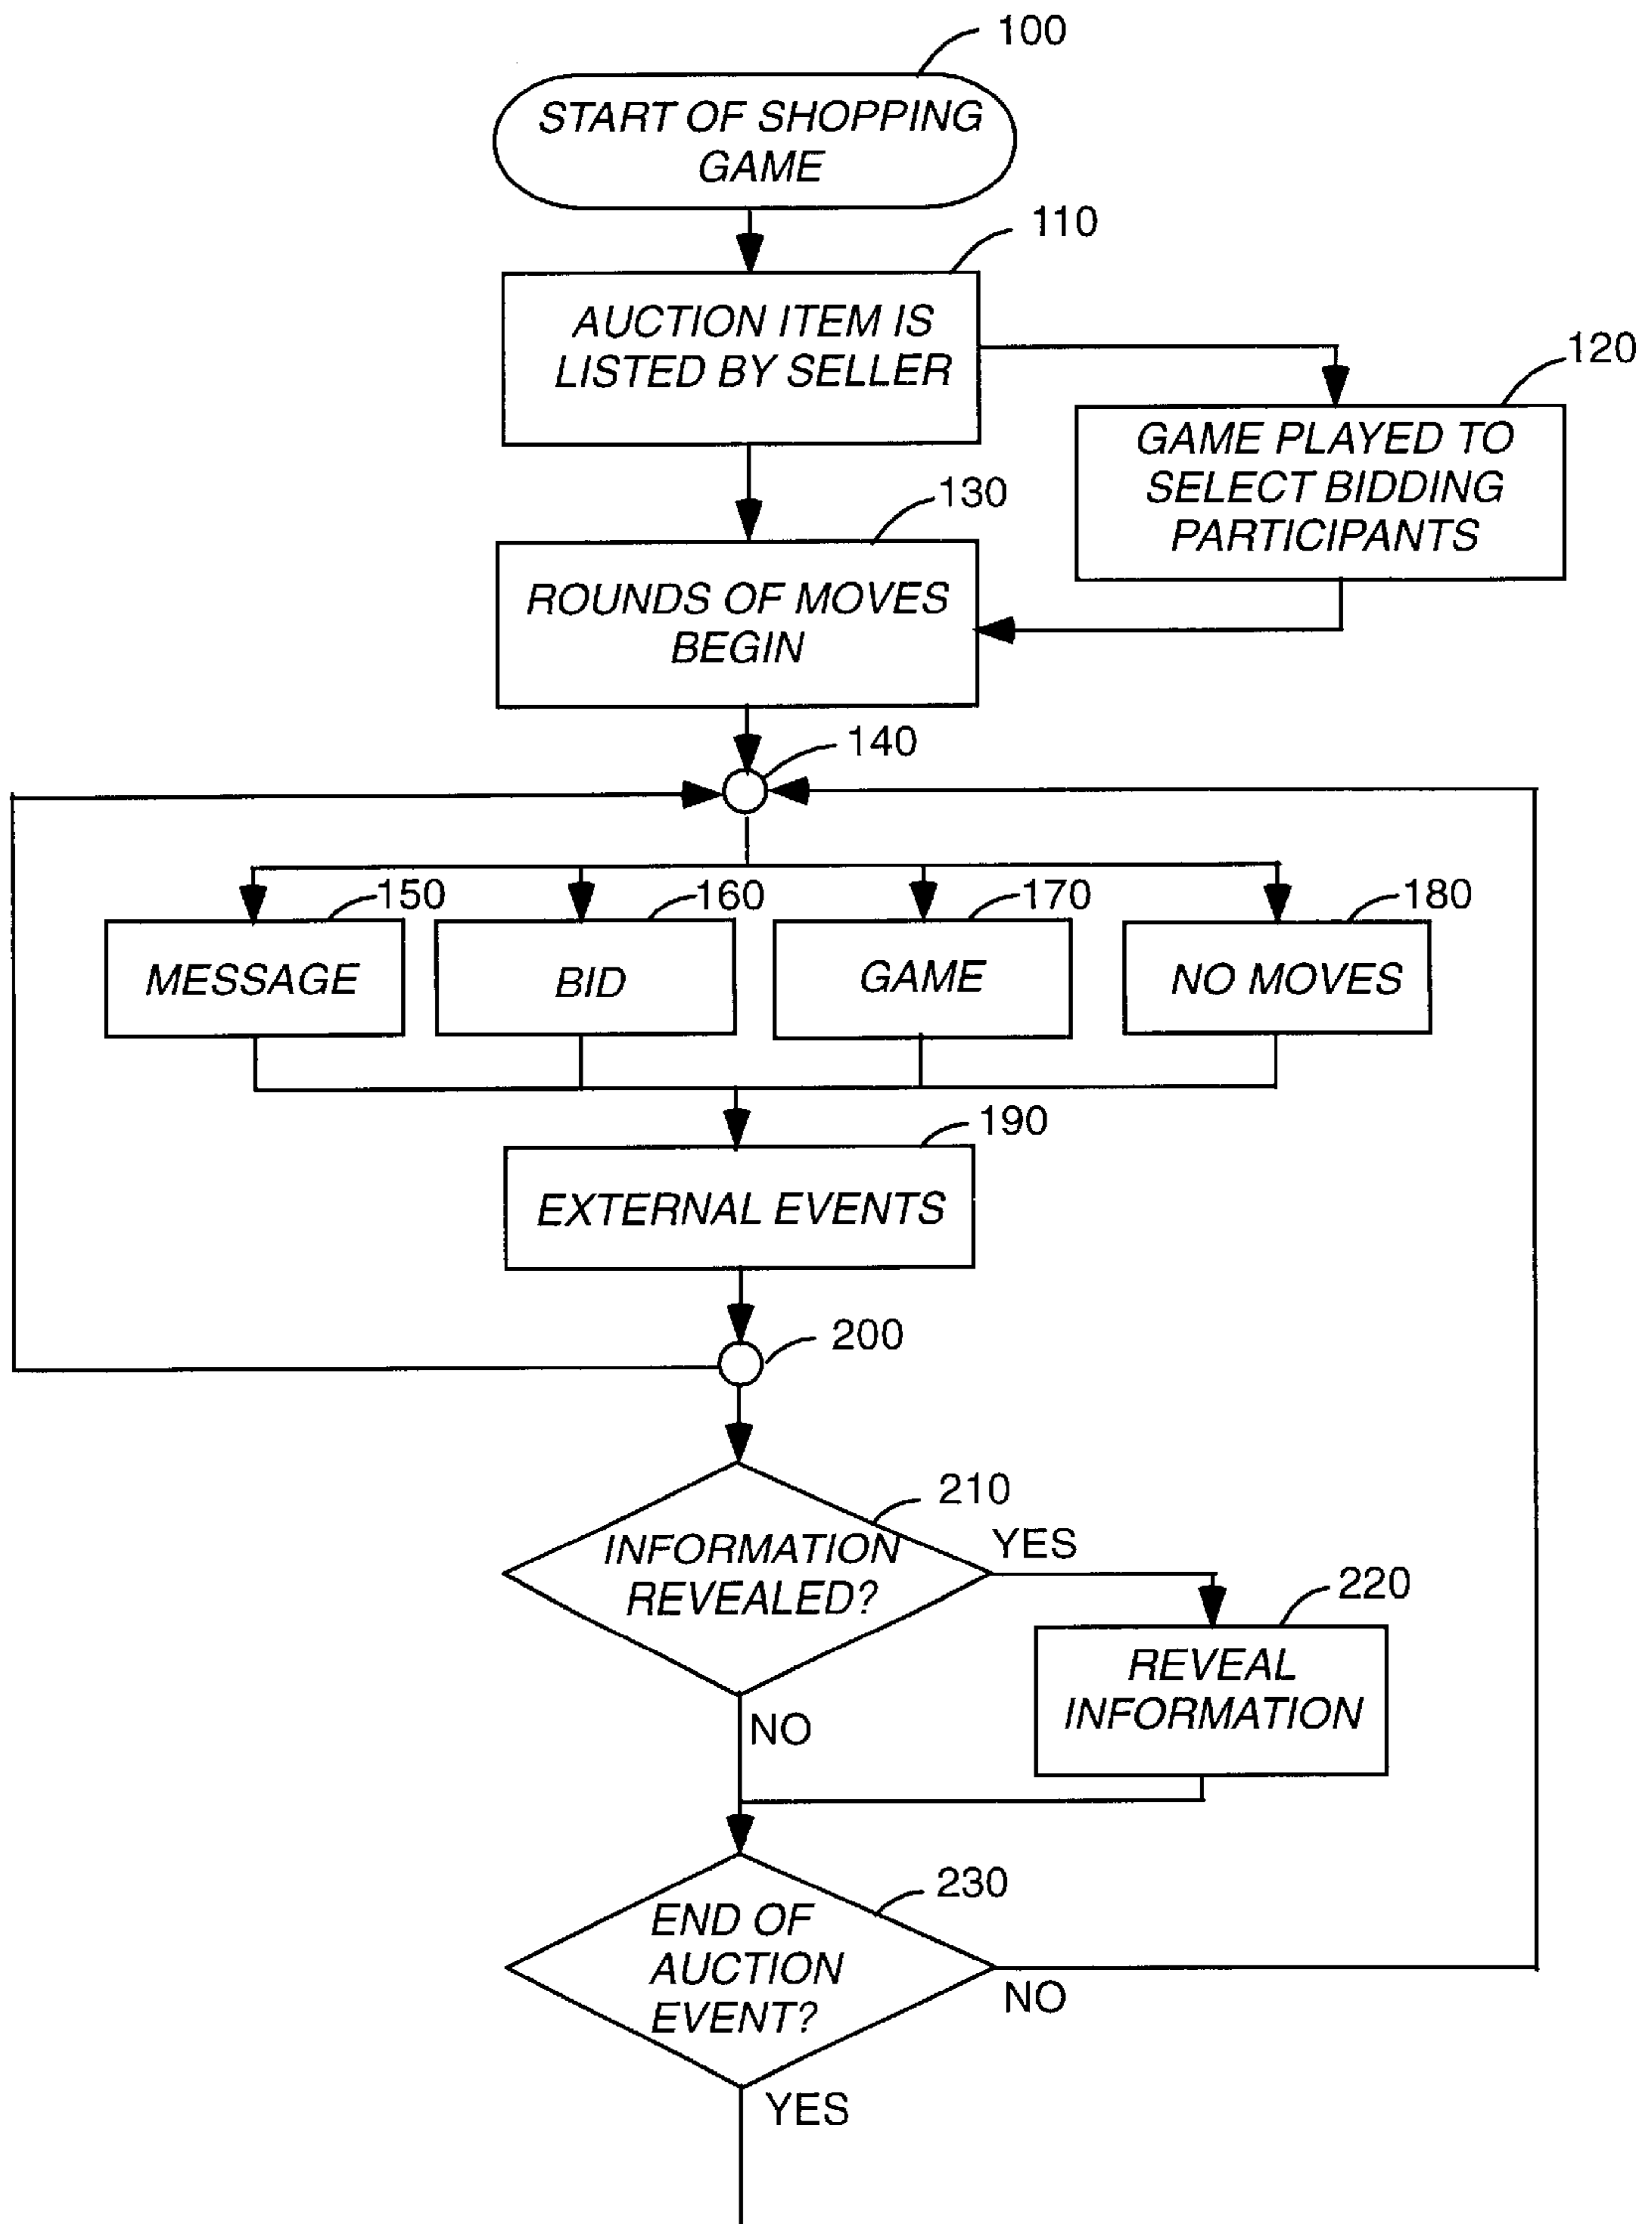 100
START OF SHOPPING
GAME
110
AUCTION ITEM IS
LISTED BY SELLER
120
GAME PLAYED TO
SELECT BIDDING
PARTICIPANTS
130
ROUNDS OF MOVES
BEGIN
140
150
160
170
180
MESSAGE
BID
GAME
NO MOVES
190
EXTERNAL EVENTS
200
210
INFORMATION
REVEALED?
YES
220
REVEAL
INFORMATION
NO
230
END OF
AUCTION
EVENT?
NO
YES